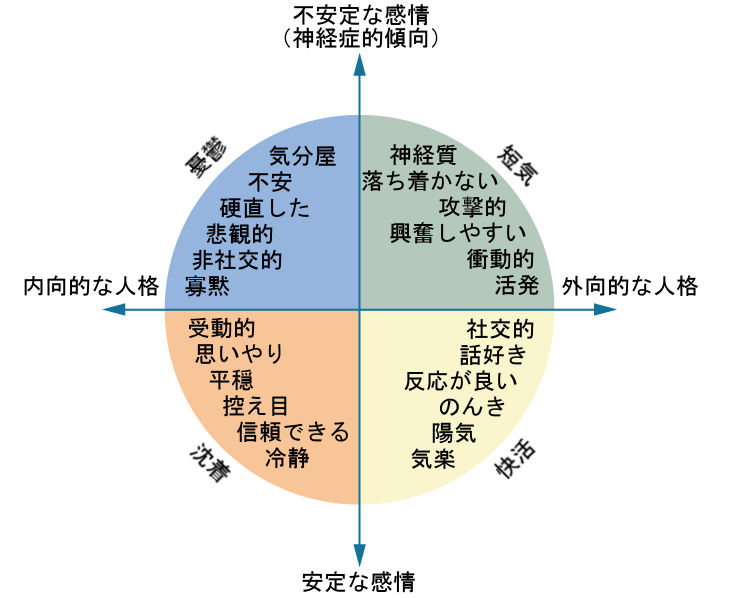 不安定な感情
（神経症的傾向）
憂鬱
短気
気分屋
不安
硬直した
悲観的
非社交的
寡黙
神経質
落ち着かない
攻撃的
興奮しやすい
衝動的
活発
内向的な人格
外向的な人格
受動的
思いやり
平穏
控え目
信頼できる
冷静
社交的
話好き
反応が良い
のんき
陽気
気楽
沈着
快活
安定な感情